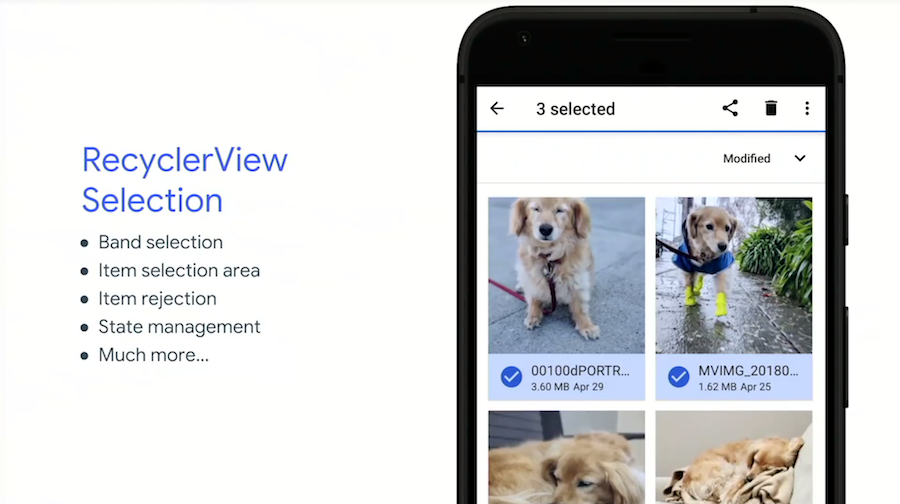 RecyclerView
Selection
Band selection
Item selection area
Item rejection
State management
Much more...
3 selected
Modified
00100dPORTR...
3.60 MB Apr 29
MVIMG_20180...
1.62 MB Apr 25